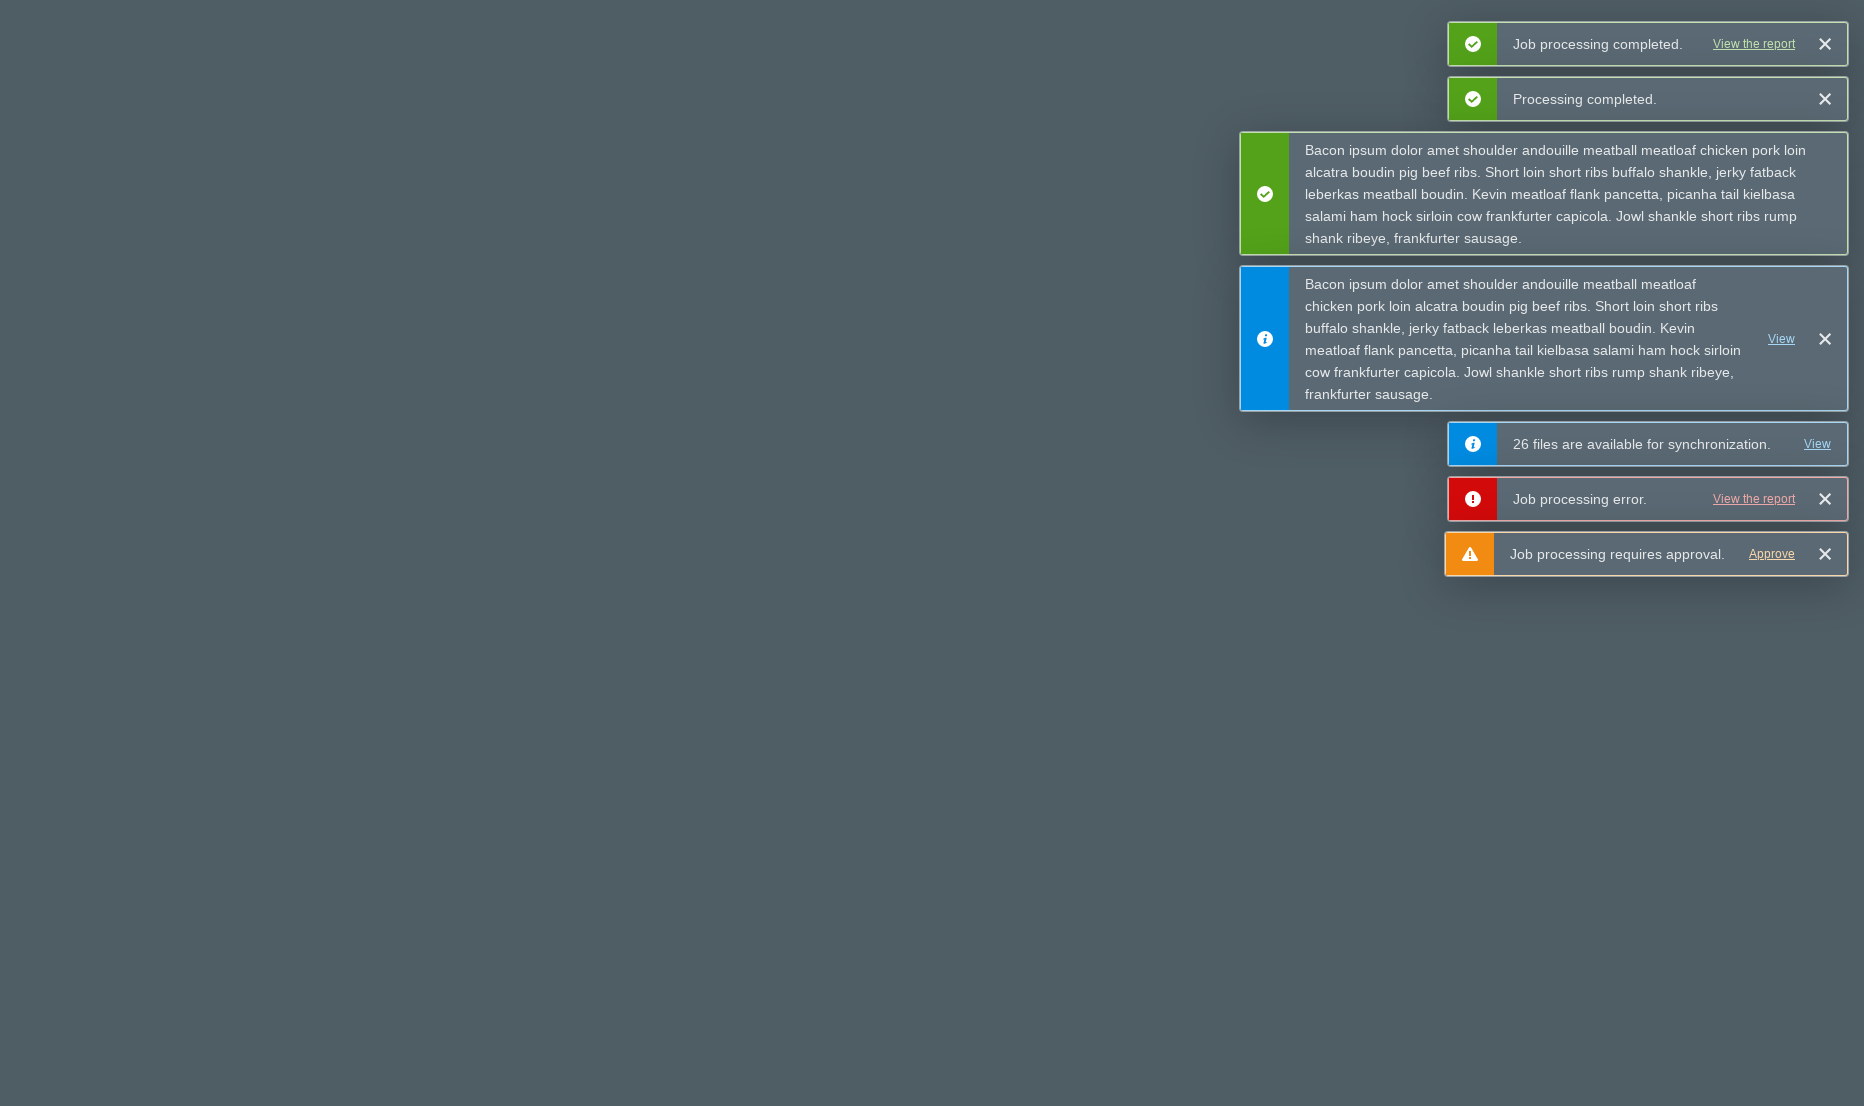 Job processing completed. View the report
Processing completed.
Bacon ipsum dolor amet shoulder andouille meatball meatloaf chicken pork loin
alcatra boudin pig beef ribs. Short loin short ribs buffalo shankle, jerky fatback
leberkas meatball boudin. Kevin meatloaf flank pancetta, picanha tail kielbasa
salami ham hock sirloin cow frankfurter capicola. Jowl shankle short ribs rump
shank ribeye, frankfurter sausage.
Bacon ipsum dolor amet shoulder andouille meatball meatloaf
chicken pork loin alcatra boudin pig beef ribs. Short loin short ribs
buffalo shankle, jerky fatback leberkas meatball boudin. Kevin
meatloaf flank pancetta, picanha tail kielbasa salami ham hock sirloin
cow frankfurter capicola. Jowl shankle short ribs rump shank ribeye,
frankfurter sausage.
View
26 files are available for synchronization. View
Job processing error. View the report
Job processing requires approval. Approve